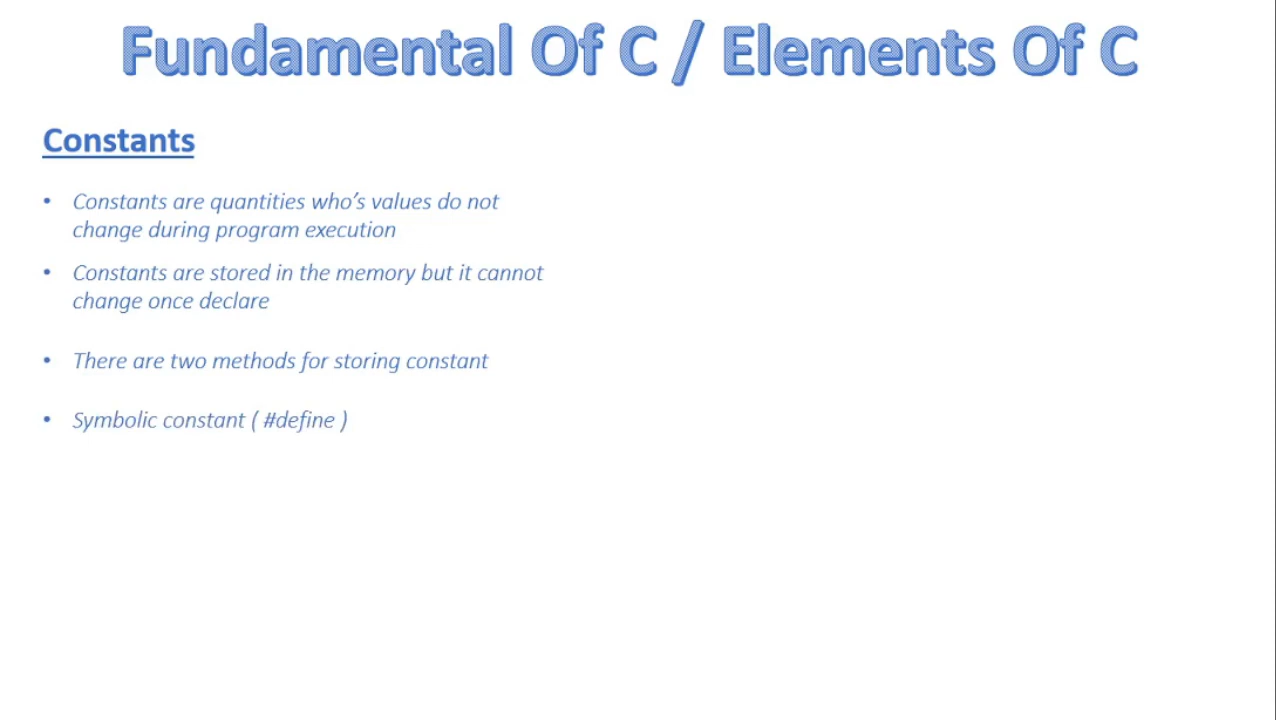 Fundamental Of C / Elements Of C
Constants
• Constants are quantities who’s values do not
change during program execution
• Constants are stored in the memory but it cannot
change once declare
• There are two methods for storing constant
• Symbolic constant ( #define )